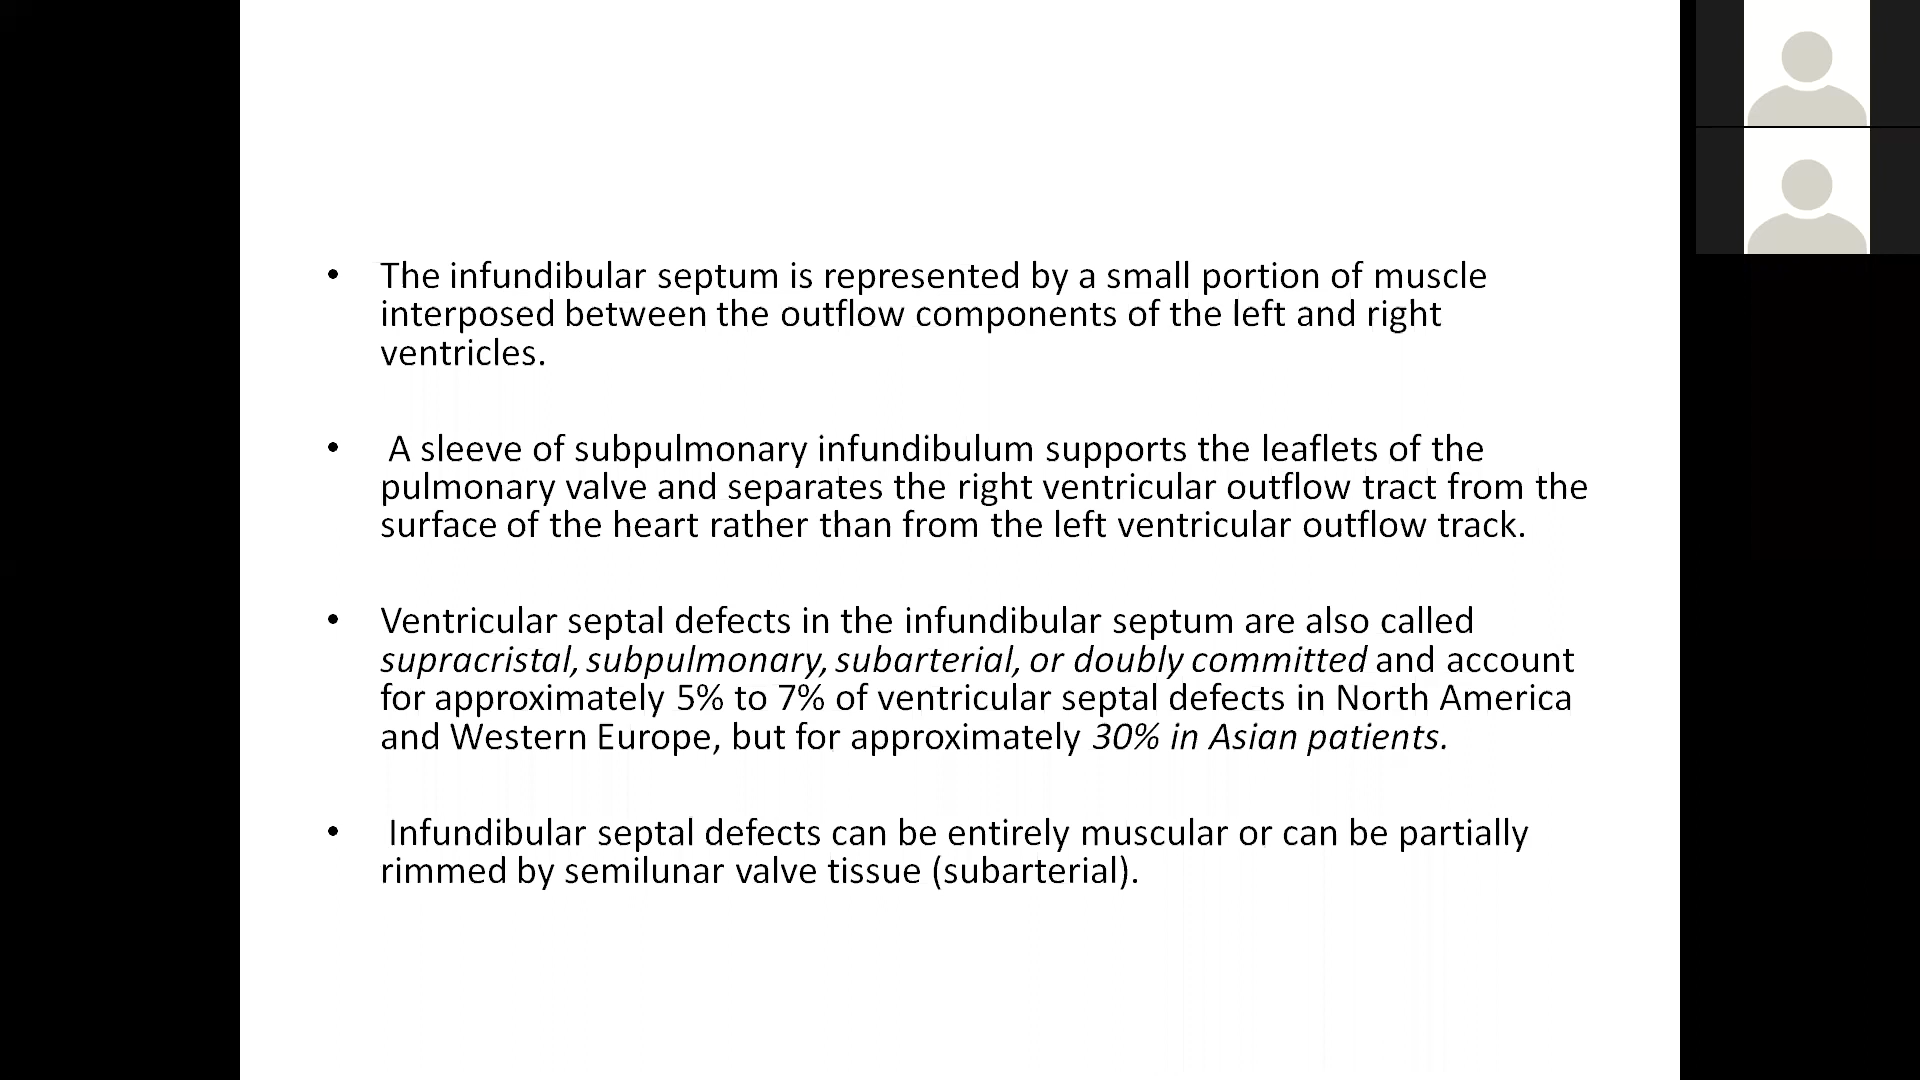 • The infundibular septum is represented by a small portion of muscle
interposed between the outflow components of the left and right
ventricles.
• A sleeve of subpulmonary infundibulum supports the leaflets of the
pulmonary valve and separates the right ventricular outflow tract from the
surface of the heart rather than from the left ventricular outflow track.
• Ventricular septal defects in the infundibular septum are also called
supracristal, subpulmonary, subarterial, or doubly committed and account
for approximately 5% to 7% of ventricular septal defects in North America
and Western Europe, but for approximately 30% in Asian patients.
• Infundibular septal defects can be entirely muscular or can be partially
rimmed by semilunar valve tissue (subarterial).